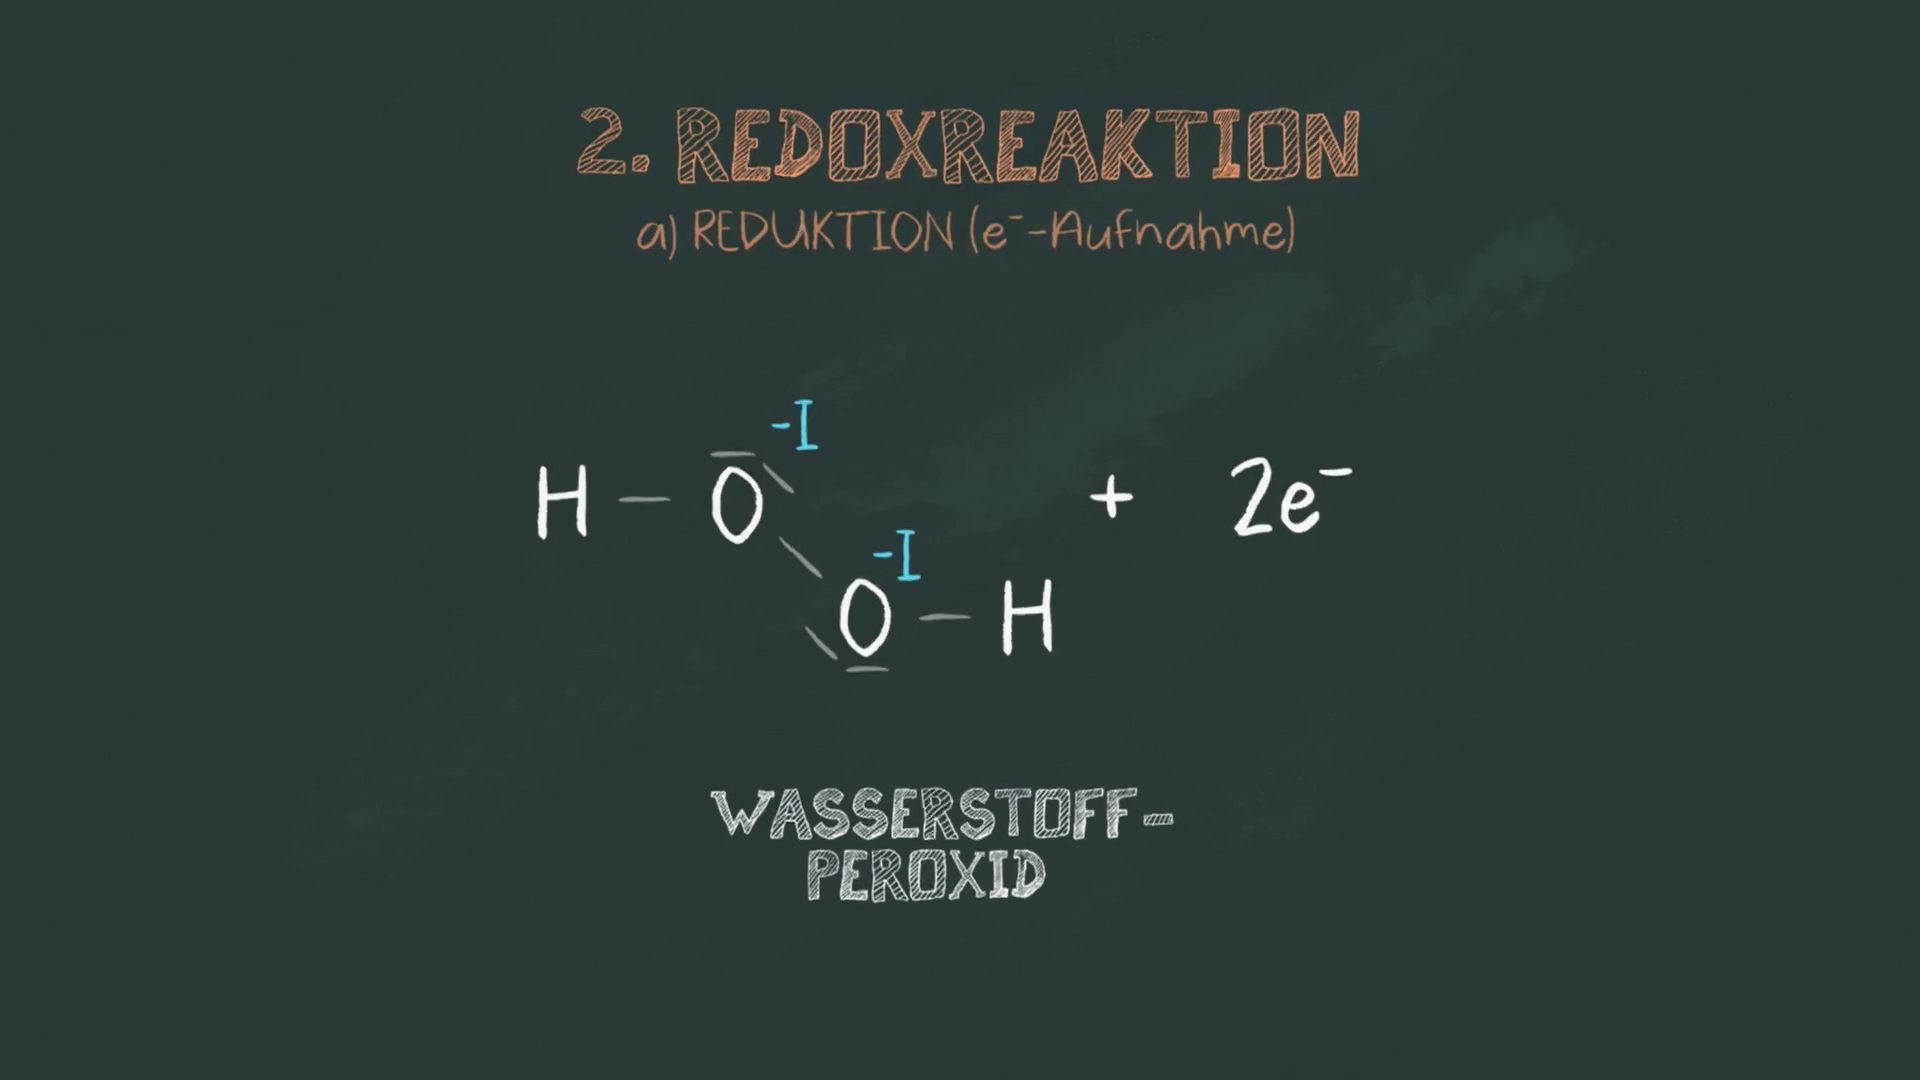 2. REDOXREAKTION
a) REDUKTION (e⁻-Aufnahme)
-I
H - O + 2e⁻
-I
O - H
WASSERSTOFF-
PEROXID